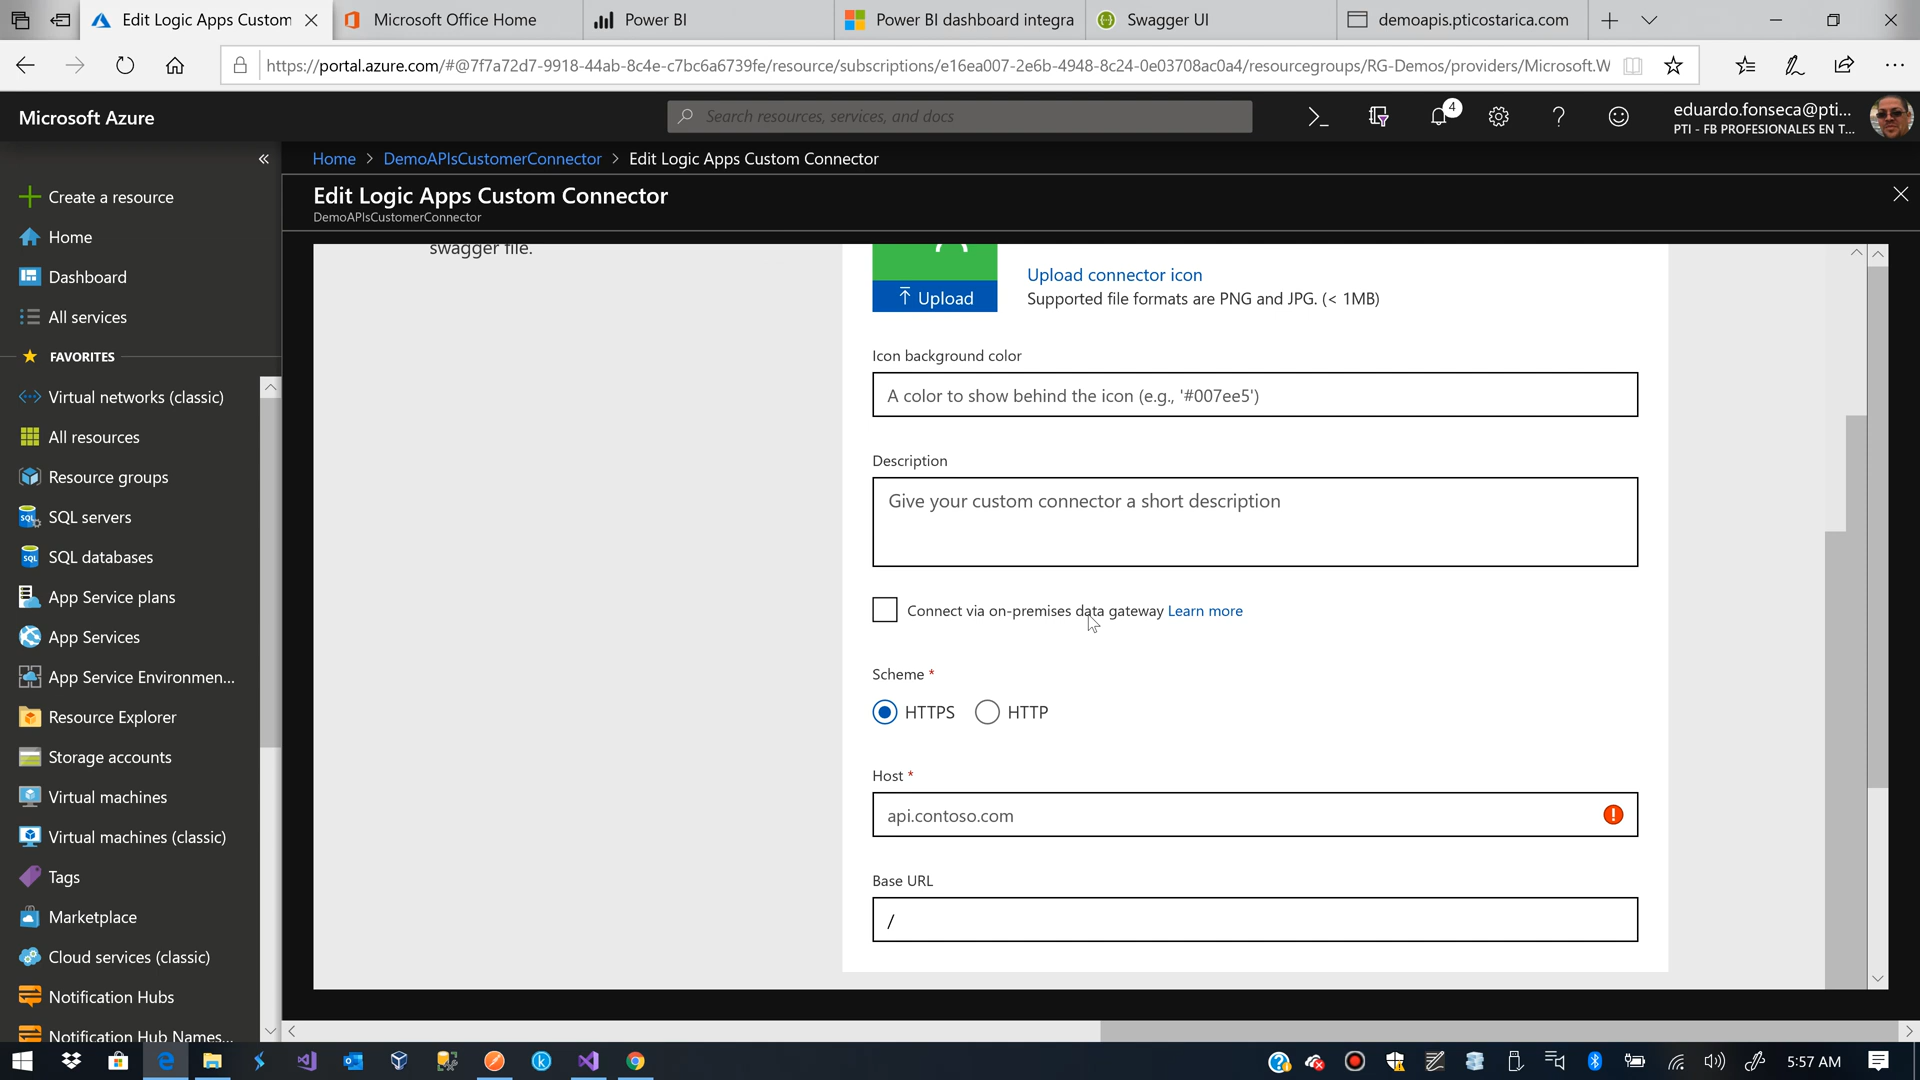 Edit Logic Apps Custom
Microsoft Office Home
Power BI
Power BI dashboard integra
Swagger UI
demoapis.pticostarica.com
https://portal.azure.com/#@7f7a72d7-9918-44ab-8c4e-c7bc6a6739fe/resource/subscriptions/e16ea007-2e6b-4948-8c24-0e03708ac0a4/resourcegroups/RG-Demos/providers/Microsoft.W
Microsoft Azure
Search resources, services, and docs
4
eduardo.fonseca@pti...
PTI - FB PROFESIONALES EN T...
Home > DemoAPIsCustomerConnector > Edit Logic Apps Custom Connector
Edit Logic Apps Custom Connector
DemoAPIsCustomerConnector
Create a resource
Home
Dashboard
All services
FAVORITES
Virtual networks (classic)
All resources
Resource groups
SQL servers
SQL databases
App Service plans
App Services
App Service Environmen...
Resource Explorer
Storage accounts
Virtual machines
Virtual machines (classic)
Tags
Marketplace
Cloud services (classic)
Notification Hubs
Notification Hub Names...
swagger file.
Upload
Upload connector icon
Supported file formats are PNG and JPG. (< 1MB)
Icon background color
A color to show behind the icon (e.g., '#007ee5')
Description
Give your custom connector a short description
Connect via on-premises data gateway Learn more
Scheme *
HTTPS
HTTP
Host *
api.contoso.com
Base URL
/
5:57 AM